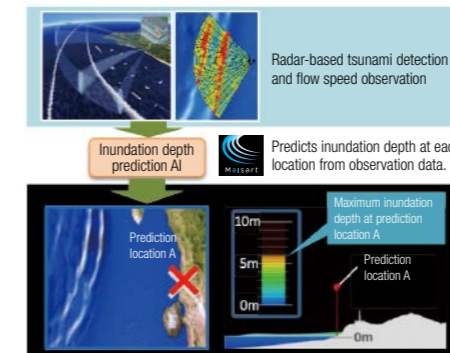 Radar-based tsunami detection
and flow speed observation
Inundation depth
prediction AI
Maisart
Predicts inundation depth at eac
location from observation data.
Prediction
location A
10m
5m
0m
Maximum inundation
depth at prediction
location A
Prediction
location A
0m